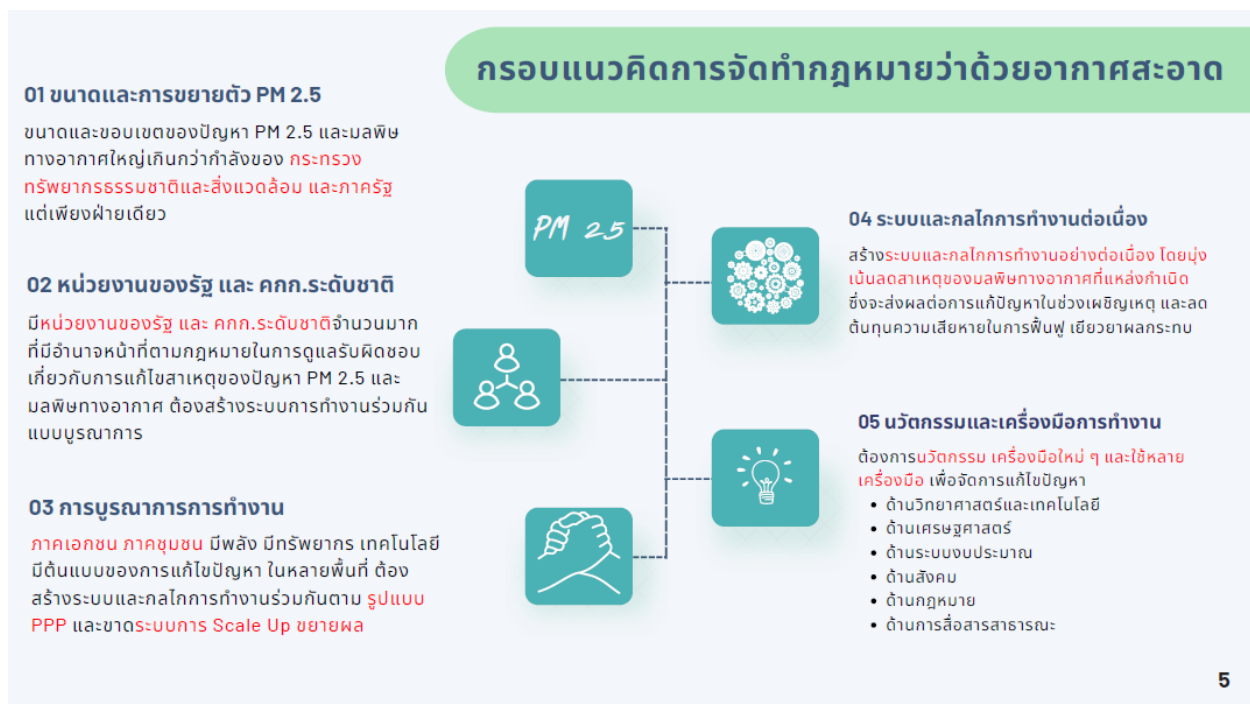 กรอบแนวคิดการจัดทำกฎหมายว่าด้วยอากาศสะอาด
01 ขนาดและการขยายตัว PM 2.5
ขนาดและขอบเขตของปัญหา PM 2.5 และมลพิษ
ทางอากาศใหญ่เกินกว่ากำลังของ กระทรวง
ทรัพยากรธรรมชาติและสิ่งแวดล้อม และภาครัฐ
แต่เพียงฝ่ายเดียว
02 หน่วยงานของรัฐ และ คกก.ระดับชาติ
มีหน่วยงานของรัฐ และ คกก.ระดับชาติจำนวนมาก
ที่มีอำนาจหน้าที่ตามกฎหมายในการดูแลรับผิดชอบ
เกี่ยวกับการแก้ไขสาเหตุของปัญหา PM 2.5 และ
มลพิษทางอากาศ ต้องสร้างระบบการทำงานร่วมกัน
แบบบูรณาการ
03 การบูรณาการการทำงาน
ภาคเอกชน ภาคชุมชน มีพลัง มีทรัพยากร เทคโนโลยี
มีต้นแบบของการแก้ไขปัญหา ในหลายพื้นที่ ต้อง
สร้างระบบและกลไกการทำงานร่วมกันตาม รูปแบบ
PPP และขาดระบบการ Scale Up ขยายผล
PM 2.5
04 ระบบและกลไกการทำงานต่อเนื่อง
สร้างระบบและกลไกการทำงานอย่างต่อเนื่อง โดยมุ่ง
เน้นลดสาเหตุของมลพิษทางอากาศที่แหล่งกำเนิด
ซึ่งจะส่งผลต่อการแก้ปัญหาในช่วงเผชิญเหตุ และลด
ต้นทุนความเสียหายในการฟื้นฟู เยียวยาผลกระทบ
05 นวัตกรรมและเครื่องมือการทำงาน
ต้องการนวัตกรรม เครื่องมือใหม่ ๆ และใช้หลาย
เครื่องมือ เพื่อจัดการแก้ไขปัญหา
• ด้านวิทยาศาสตร์และเทคโนโลยี
• ด้านเศรษฐศาสตร์
• ด้านระบบงบประมาณ
• ด้านสังคม
• ด้านกฎหมาย
• ด้านการสื่อสารสาธารณะ
5